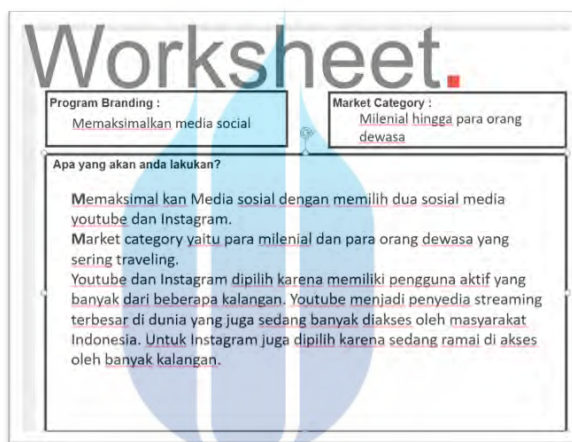 Worksheet.
Program Branding :
Memaksimalkan media social
Market Category :
Milenial hingga para orang
dewasa
Apa yang akan anda lakukan?
Memaksimal kan Media sosial dengan memilih dua sosial media
youtube dan Instagram.
Market category yaitu para milenial dan para orang dewasa yang
sering traveling.
Youtube dan Instagram dipilih karena memiliki pengguna aktif yang
banyak dari beberapa kalangan. Youtube menjadi penyedia streaming
terbesar di dunia yang juga sedang banyak diakses oleh masyarakat
Indonesia. Untuk Instagram juga dipilih karena sedang ramai di akses
oleh banyak kalangan.